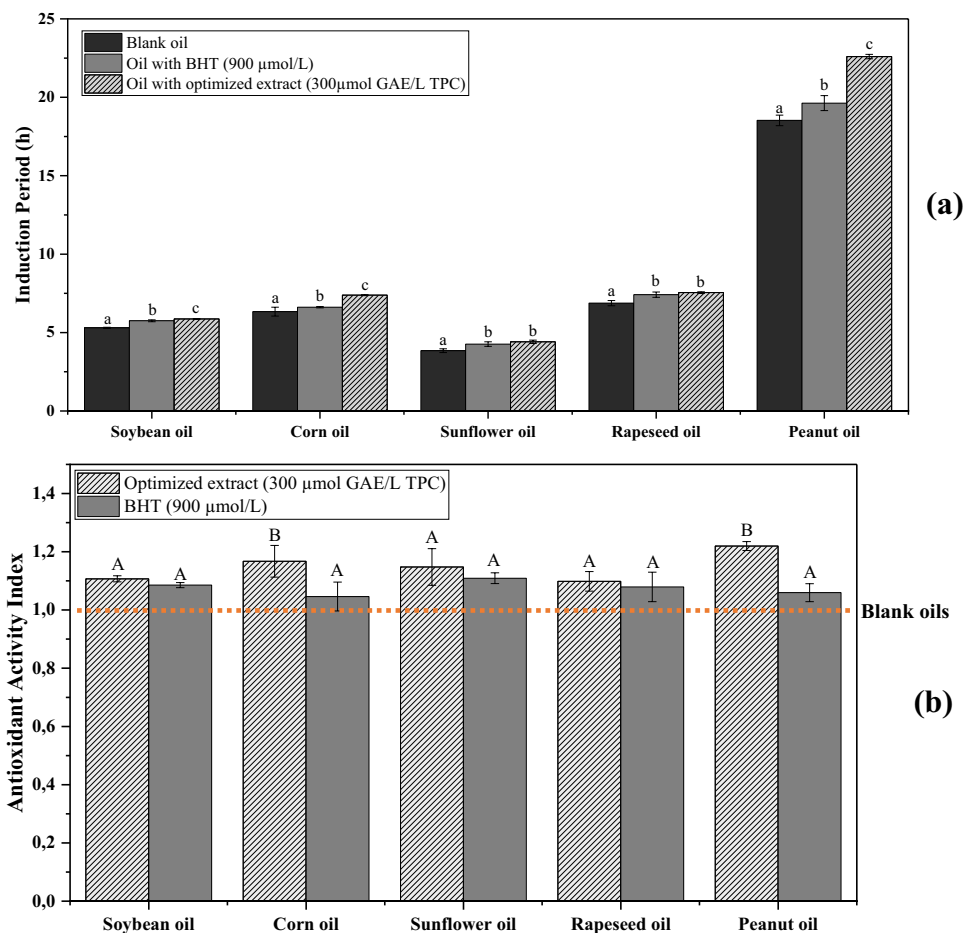 Induction Period (h)
30
25
20
15
10
5
0
Blank oil
Oil with BHT (900 µmol/L)
Oil with optimized extract (300µmol GAE/L TPC)
a b c
a b c
a b b
a b b
a b c
Soybean oil Corn oil Sunflower oil Rapeseed oil Peanut oil
(a)
Antioxidant Activity Index
1,4
1,2
1,0
0,8
0,6
0,4
0,2
0,0
Optimized extract (300 µmol GAE/L TPC)
BHT (900 µmol/L)
A A
B A
A A
A A
B A
Blank oils
Soybean oil Corn oil Sunflower oil Rapeseed oil Peanut oil
(b)